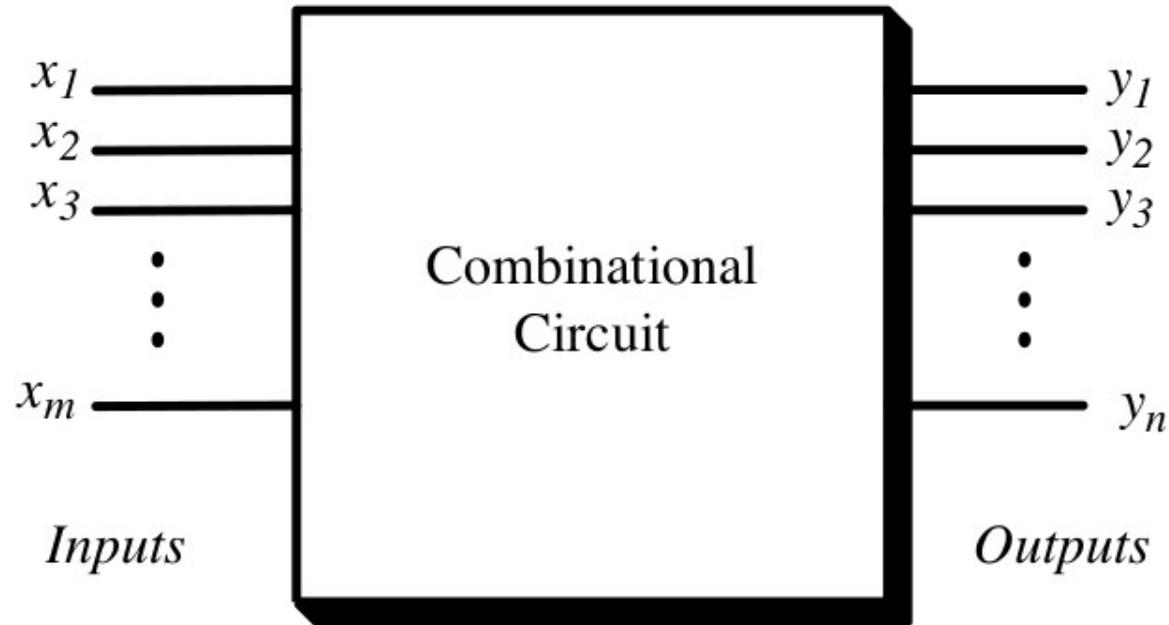 x1
x2
x3
xm
Inputs
Combinational
Circuit
y1
y2
y3
yn
Outputs